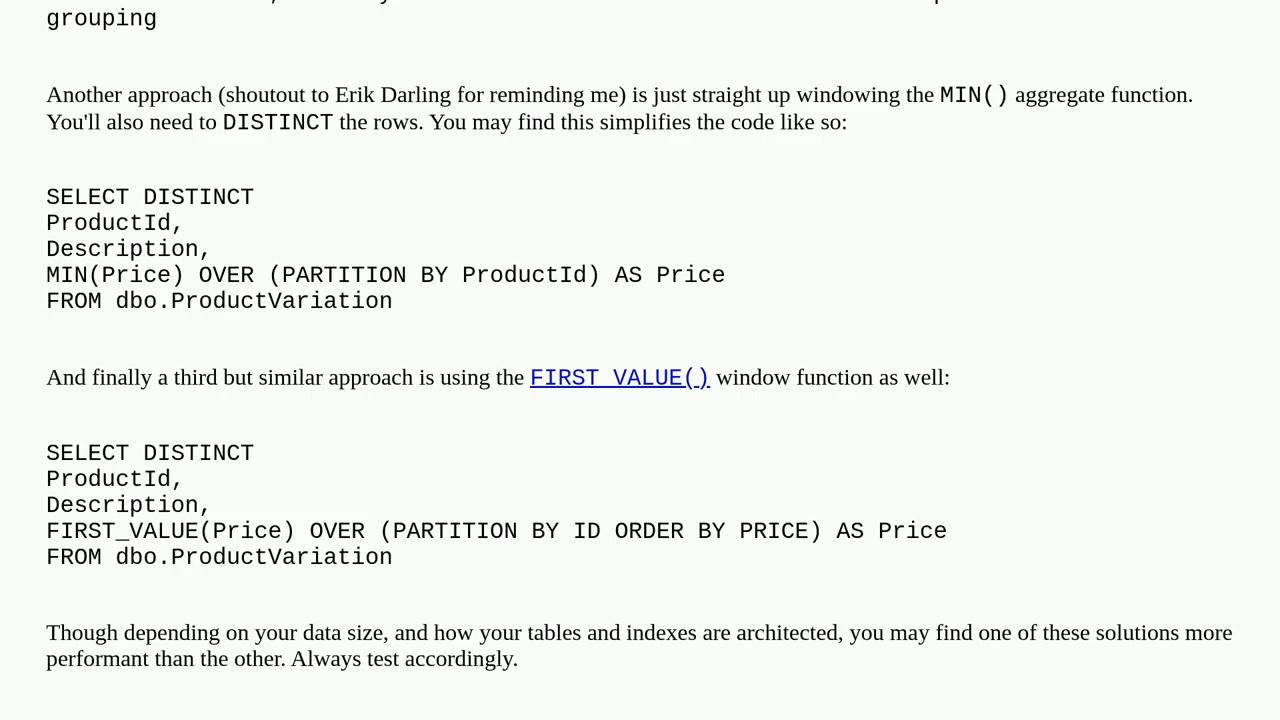 grouping
Another approach (shoutout to Erik Darling for reminding me) is just straight up windowing the MIN() aggregate function.
You'll also need to DISTINCT the rows. You may find this simplifies the code like so:
SELECT DISTINCT
ProductId,
Description,
MIN(Price) OVER (PARTITION BY ProductId) AS Price
FROM dbo.ProductVariation
And finally a third but similar approach is using the FIRST_VALUE() window function as well:
SELECT DISTINCT
ProductId,
Description,
FIRST_VALUE(Price) OVER (PARTITION BY ID ORDER BY PRICE) AS Price
FROM dbo.ProductVariation
Though depending on your data size, and how your tables and indexes are architected, you may find one of these solutions more
performant than the other. Always test accordingly.